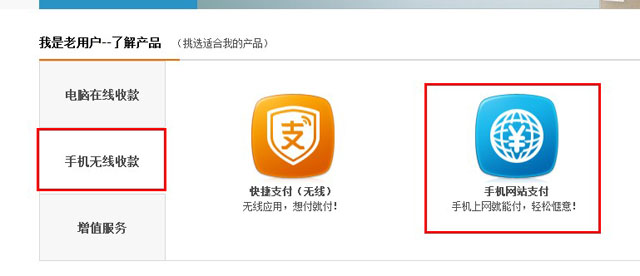 我是老用户--了解产品 （挑选适合我的产品）
电脑在线收款
手机无线收款
增值服务
支
快捷支付（无线）
无线应用，想付就付！
¥
手机网站支付
手机上网就能付，轻松惬意！